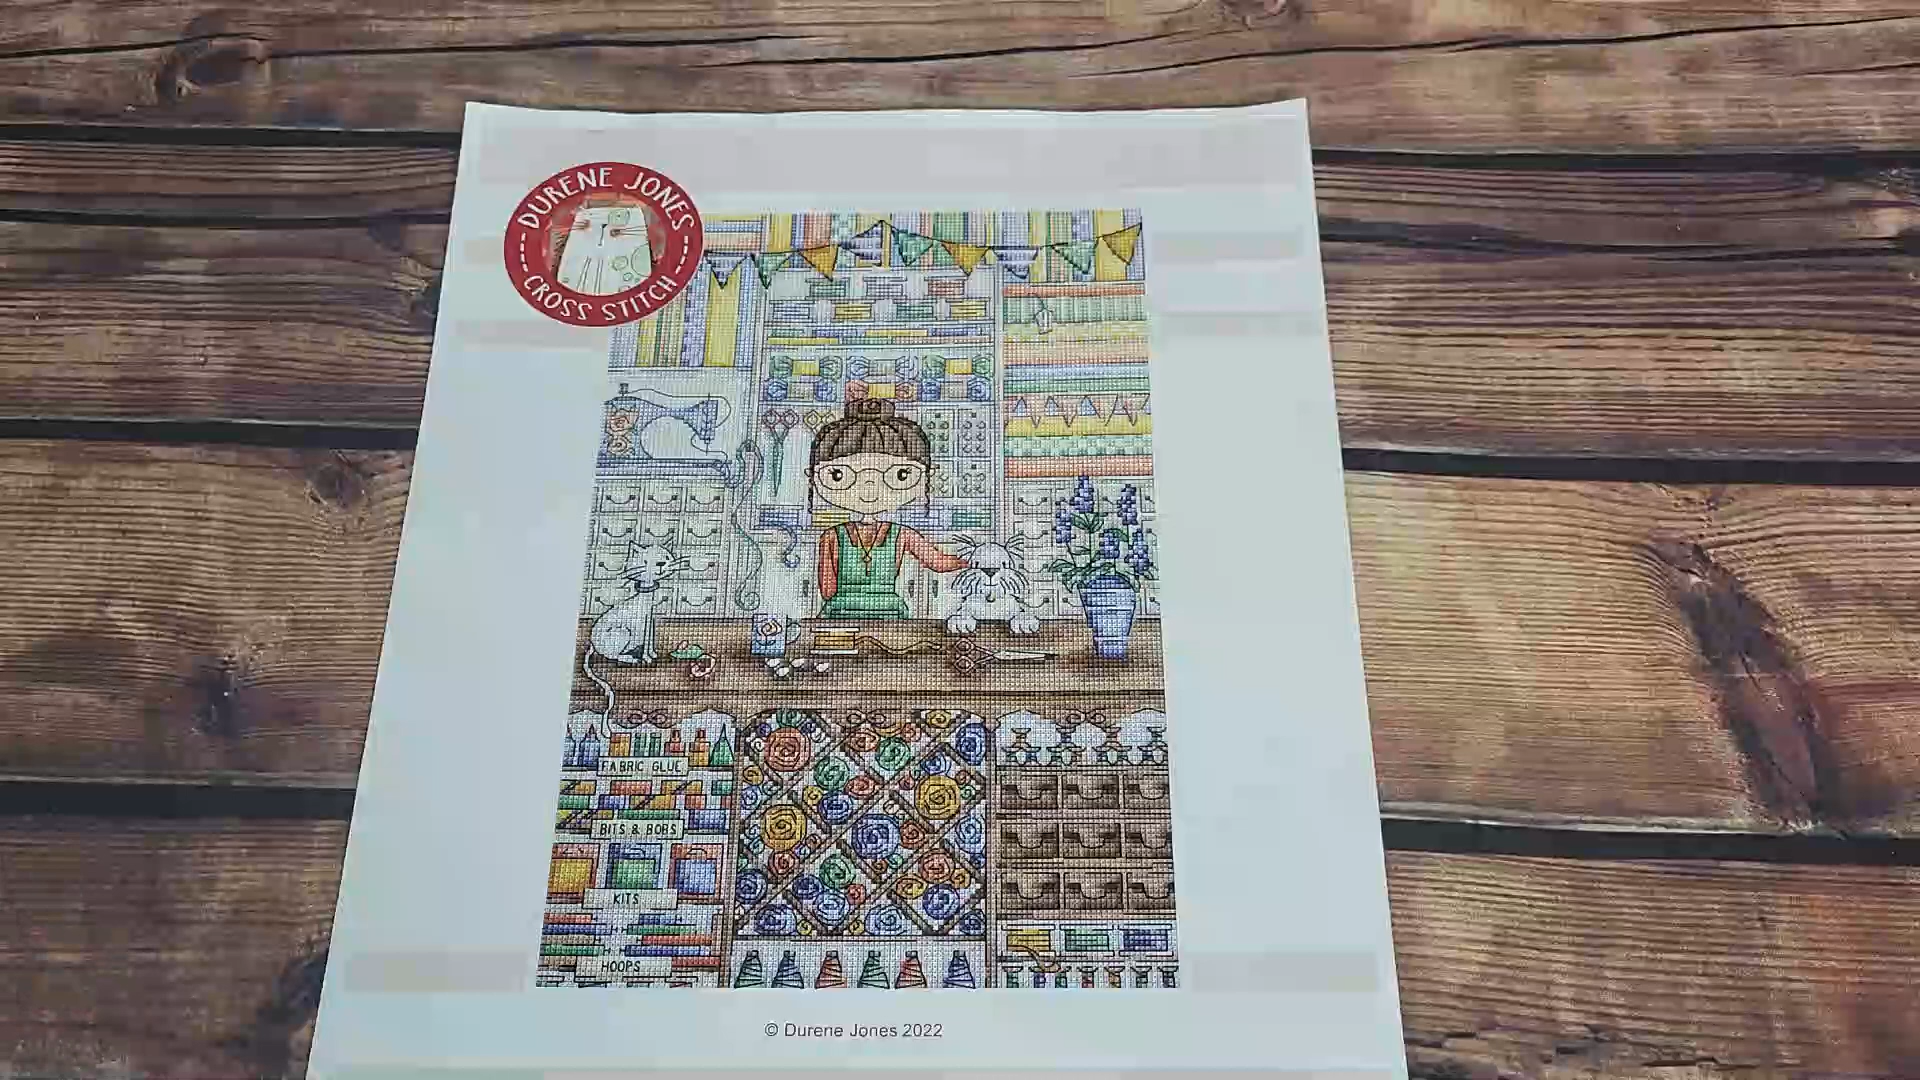 DURENE JONES
CROSS STITCH
FABRIC GLUE
BITS & BOBS
KITS
HOOPS
© Durene Jones 2022